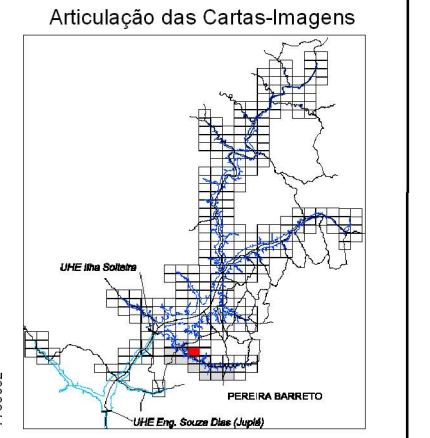 Articulação das Cartas-Imagens
UHE Ilha Solteira
PEREIRA BARRETO
UHE Eng. Souza Dias (Jupiá)